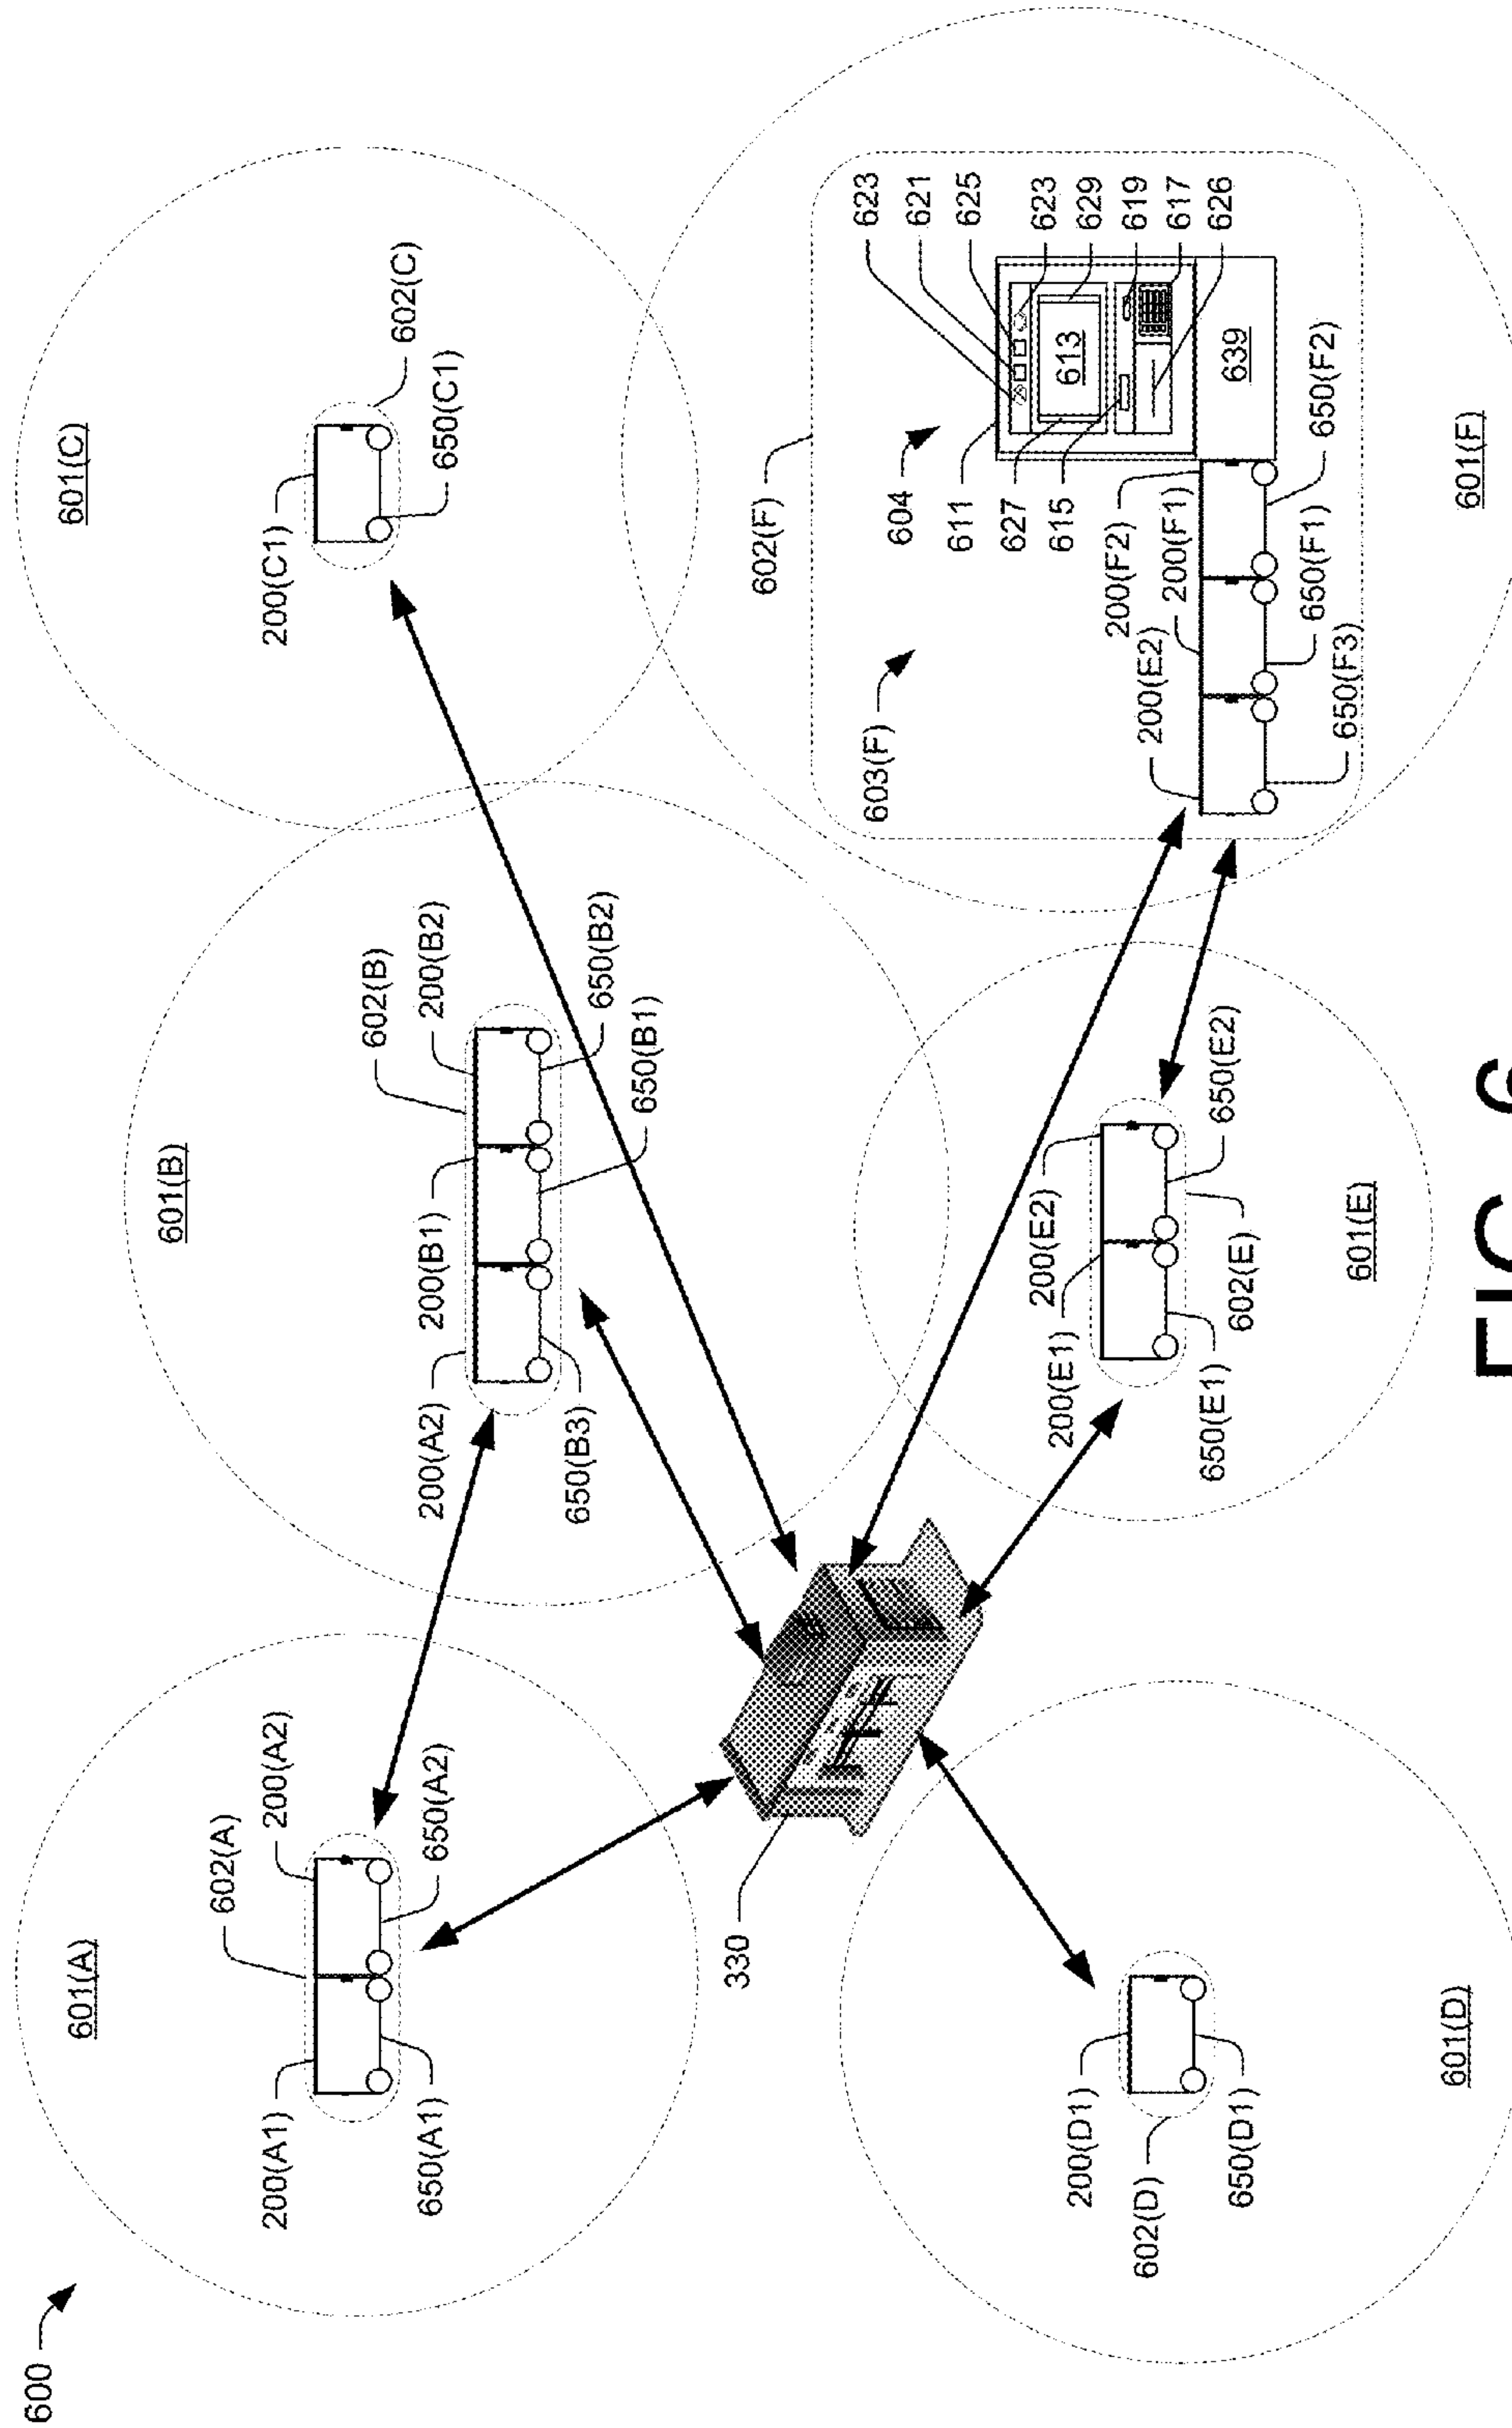 600
601(A)
602(A)
200(A1)
200(A2)
650(A1)
650(A2)
601(B)
602(B)
200(A2)
200(B1)
200(B2)
650(B3)
650(B1)
650(B2)
601(C)
200(C1)
602(C)
650(C1)
330
200(D1)
602(D)
650(D1)
601(D)
200(E1)
200(E2)
650(E1)
602(E)
650(E2)
601(E)
602(F)
603(F)
604
611
627
615
623
621
625
623
629
619
617
626
613
639
200(E2)
200(F1)
200(F2)
650(F3)
650(F1)
650(F2)
601(F)
FIG. 6